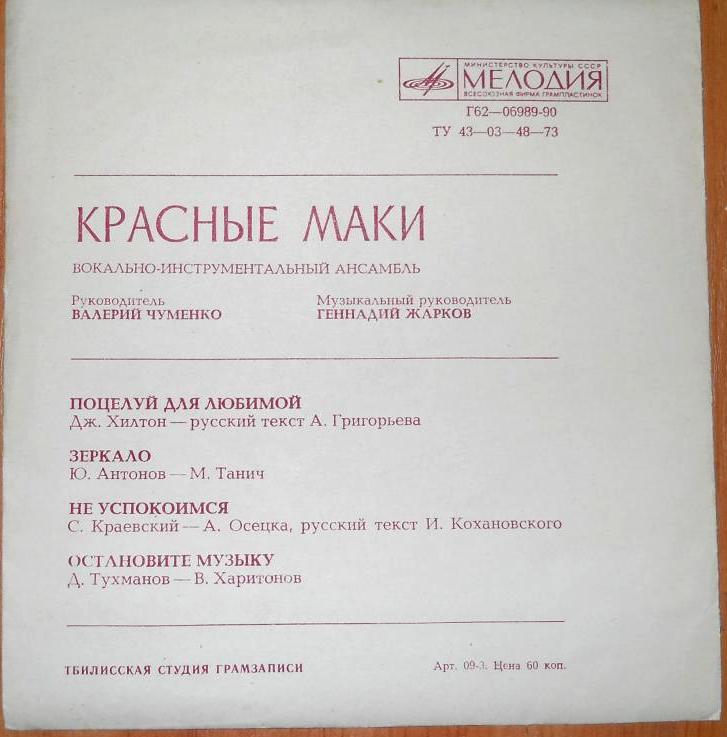 МИНИСТЕРСТВО КУЛЬТУРЫ СССР
МЕЛОДИЯ
ВСЕСОЮЗНАЯ ФИРМА ГРАМПЛАСТИНОК
Г62—06989-90
ТУ 43—03—48—73
КРАСНЫЕ МАКИ
ВОКАЛЬНО-ИНСТРУМЕНТАЛЬНЫЙ АНСАМБЛЬ
Руководитель
ВАЛЕРИЙ ЧУМЕНКО
Музыкальный руководитель
ГЕННАДИЙ ЖАРКОВ
ПОЦЕЛУЙ ДЛЯ ЛЮБИМОЙ
Дж. Хилтон — русский текст А. Григорьева
ЗЕРКАЛО
Ю. Антонов — М. Танич
НЕ УСПОКОИМСЯ
С. Краевский — А. Осецка, русский текст И. Кохановского
ОСТАНОВИТЕ МУЗЫКУ
Д. Тухманов — В. Харитонов
ТБИЛИССКАЯ СТУДИЯ ГРАМЗАПИСИ
Арт. 09-3. Цена 60 коп.